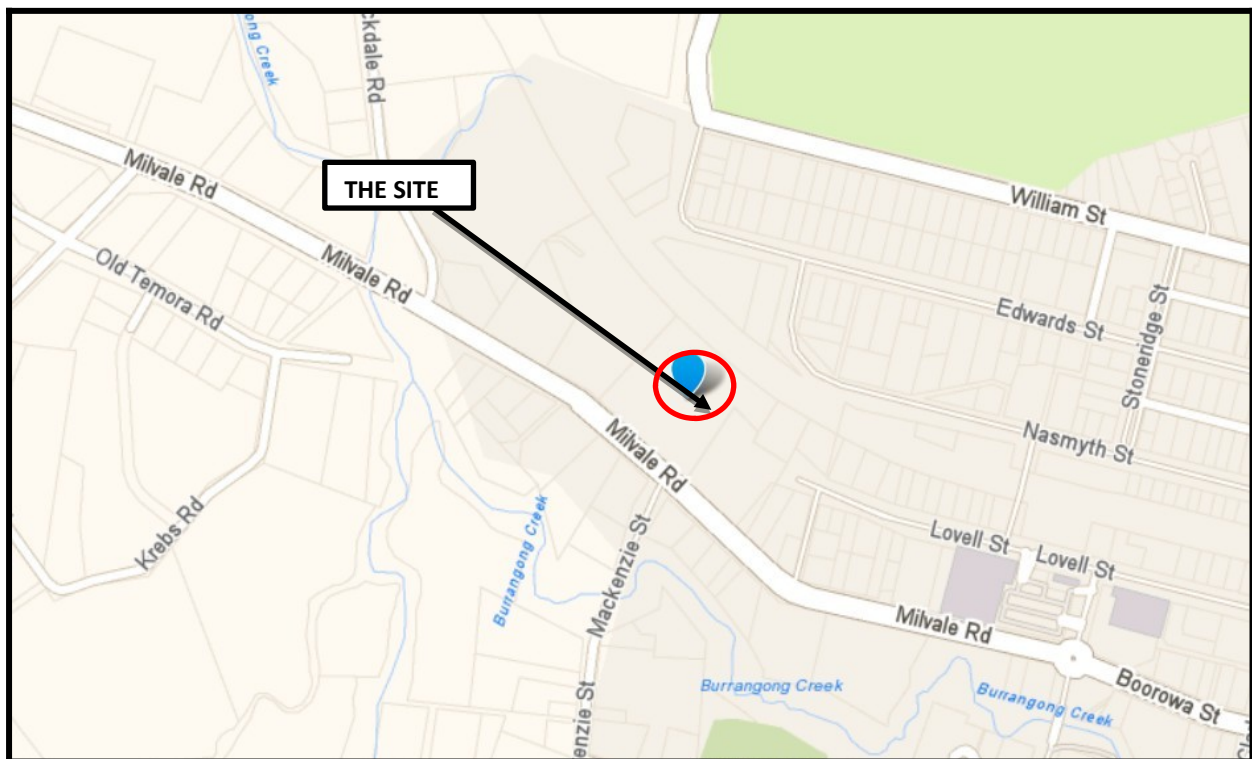 ong Creek
ckdale Rd
Milvale Rd
THE SITE
William St
Old Temora Rd
Milvale Rd
Edwards St
Stoneridge St
Milvale Rd
Nasmyth St
Krebs Rd
Burrangong Creek
Mackenzie St
Lovell St
Lovell St
Milvale Rd
Burrangong Creek
Burrangong Creek
Boorowa St
enzie St